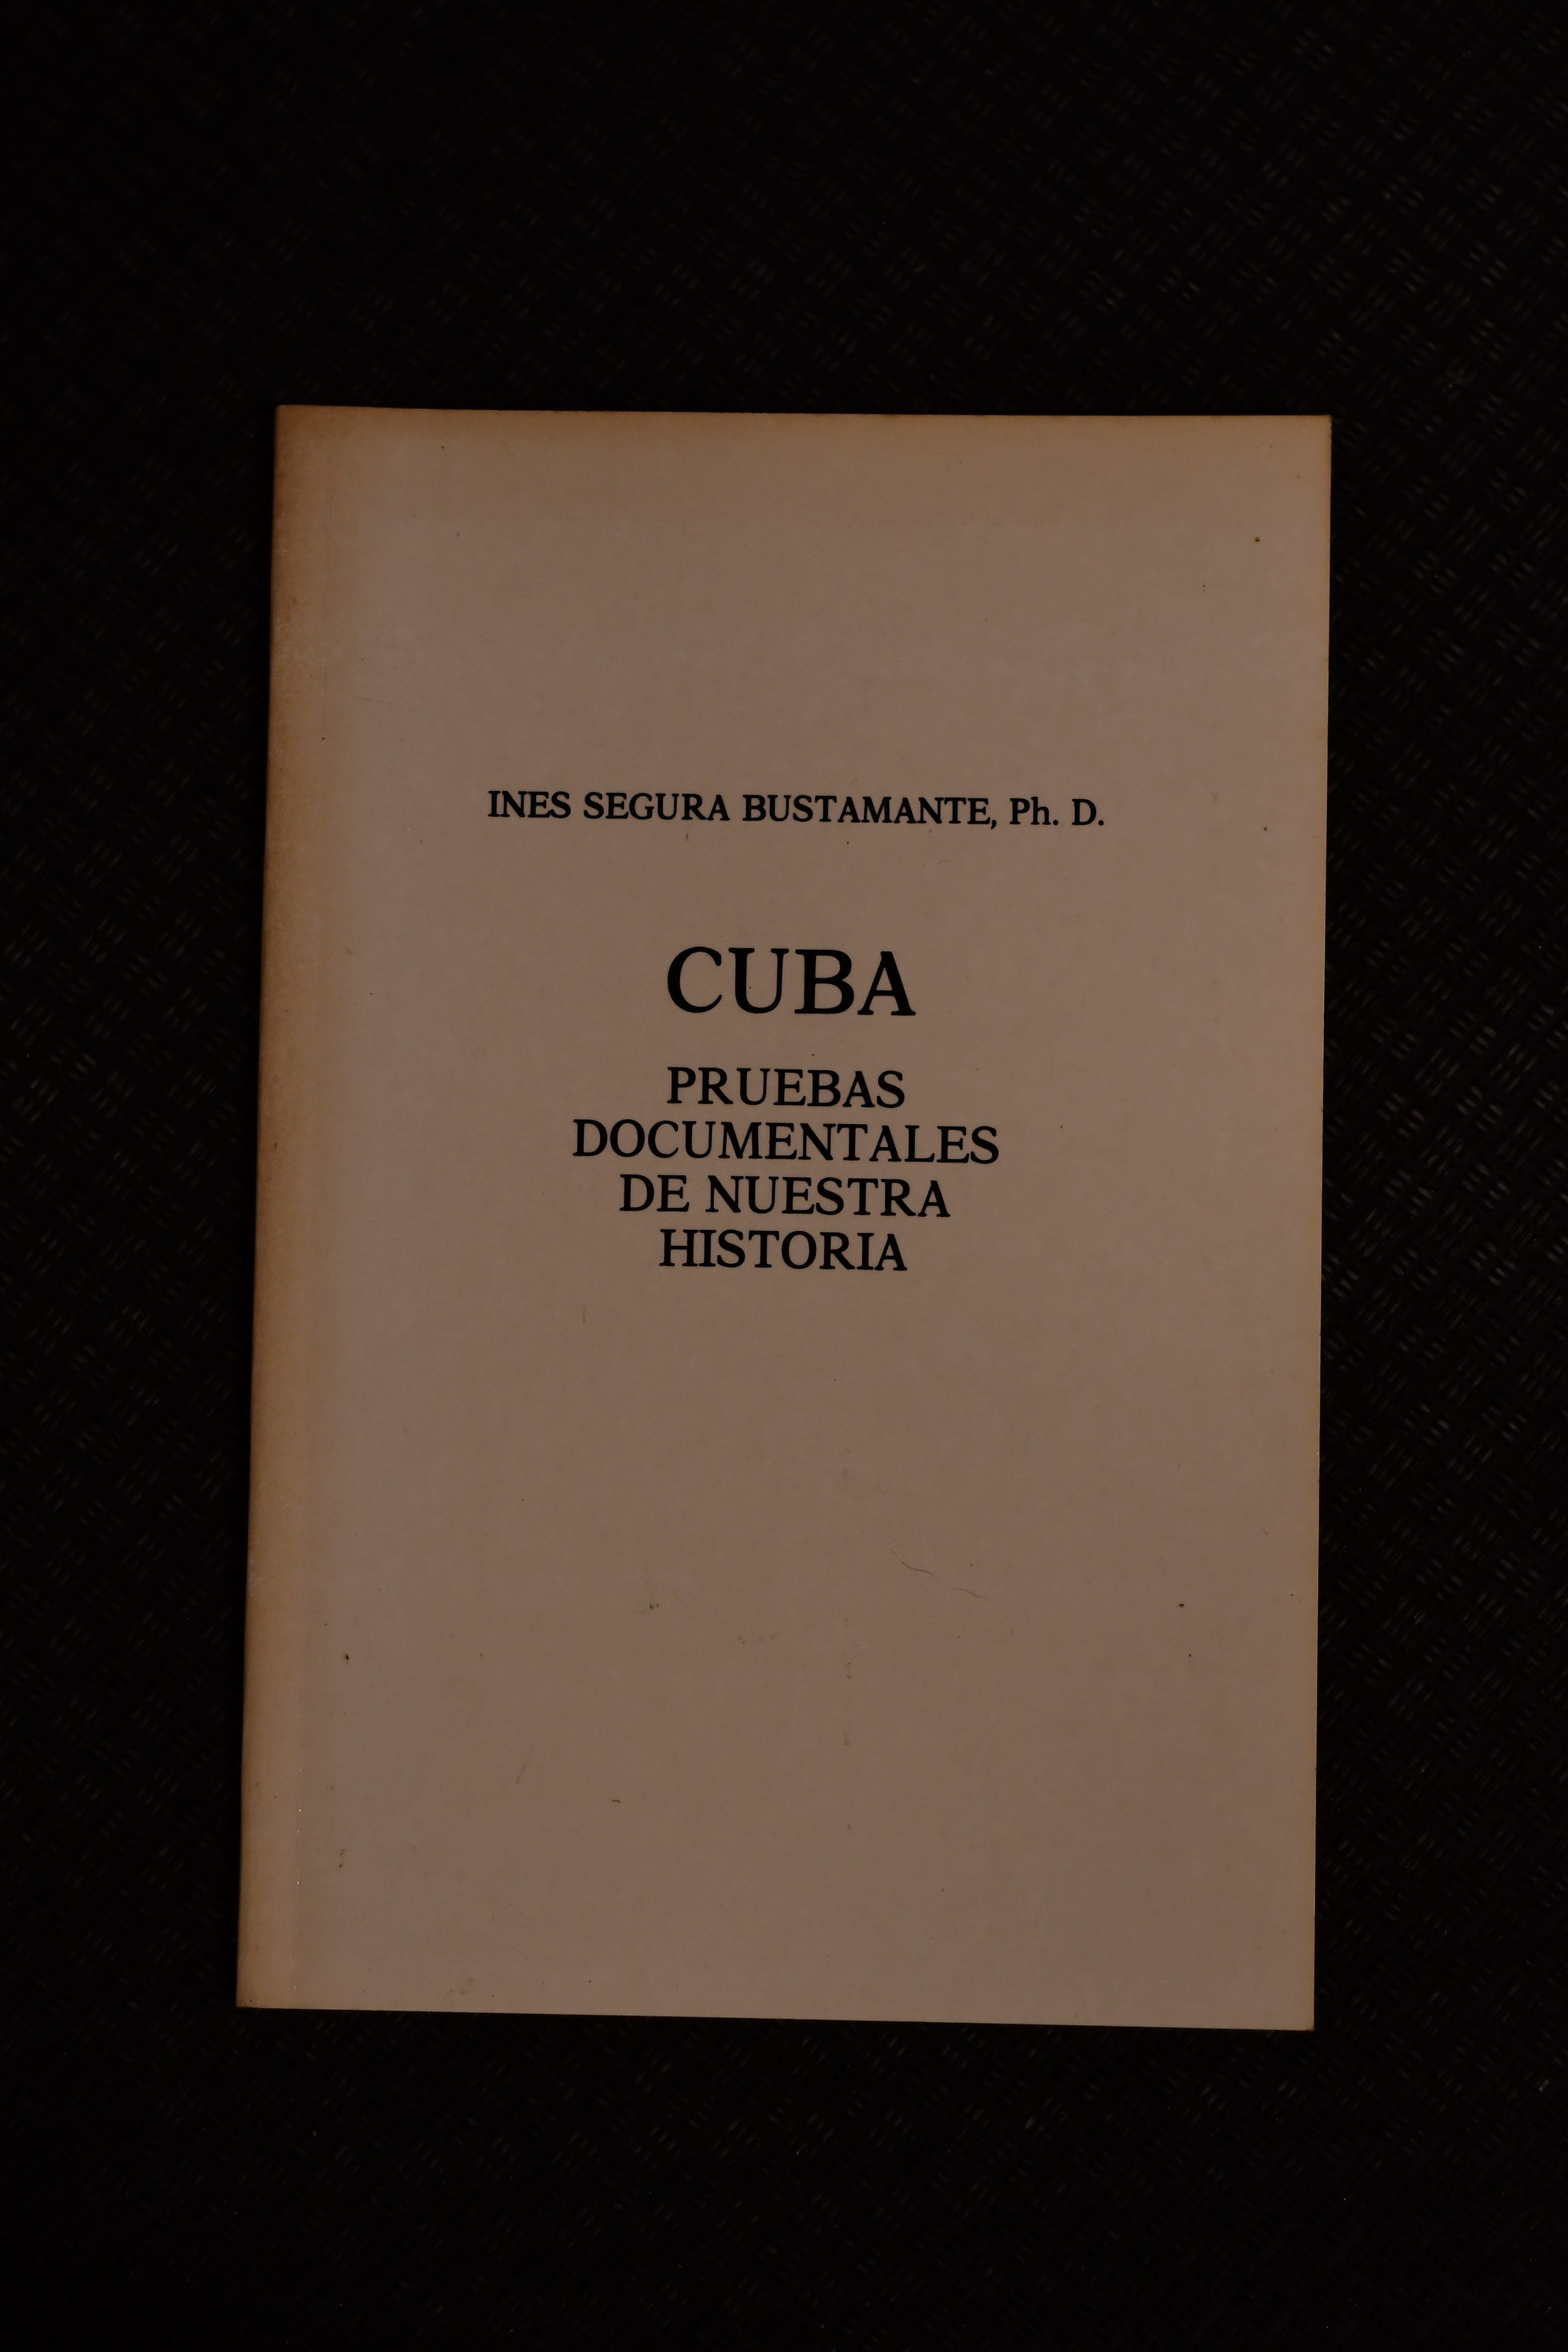 INES SEGURA BUSTAMANTE, Ph. D.
CUBA
PRUEBAS
DOCUMENTALES
DE NUESTRA
HISTORIA